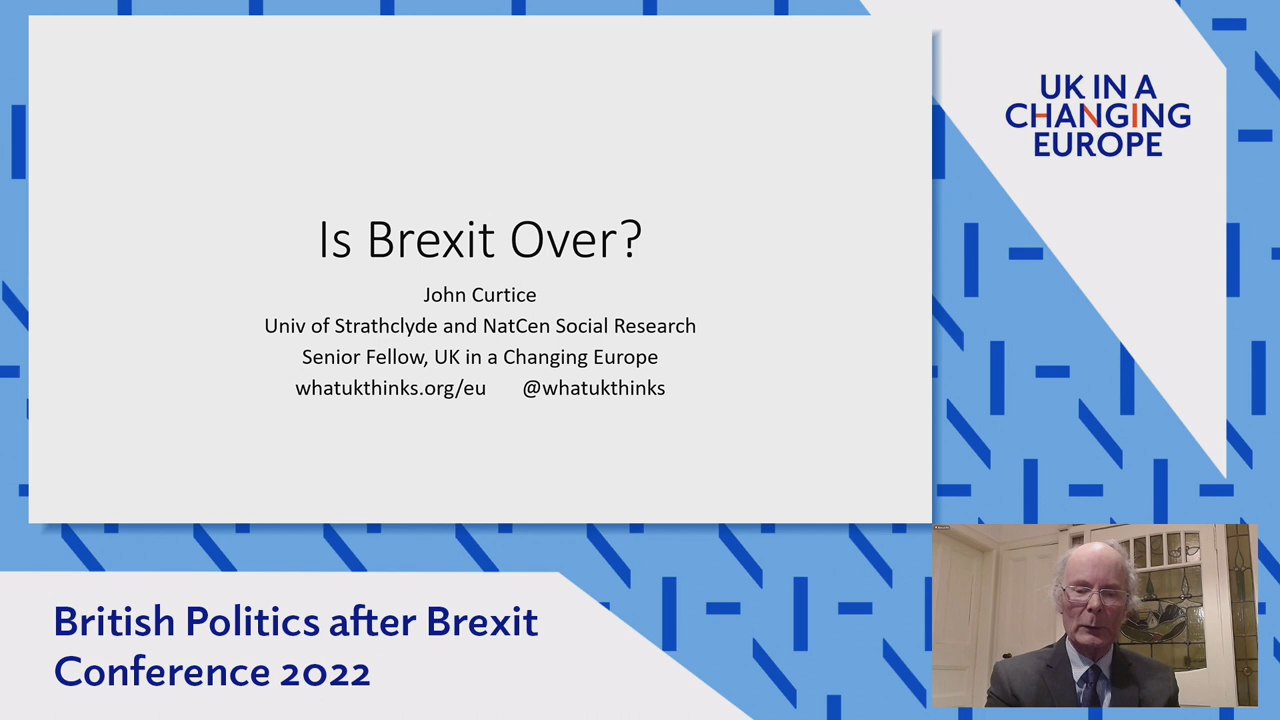 Is Brexit Over?
John Curtice
Univ of Strathclyde and NatCen Social Research
Senior Fellow, UK in a Changing Europe
whatukthinks.org/eu @whatukthinks
UK IN A
CHANGING
EUROPE
British Politics after Brexit
Conference 2022